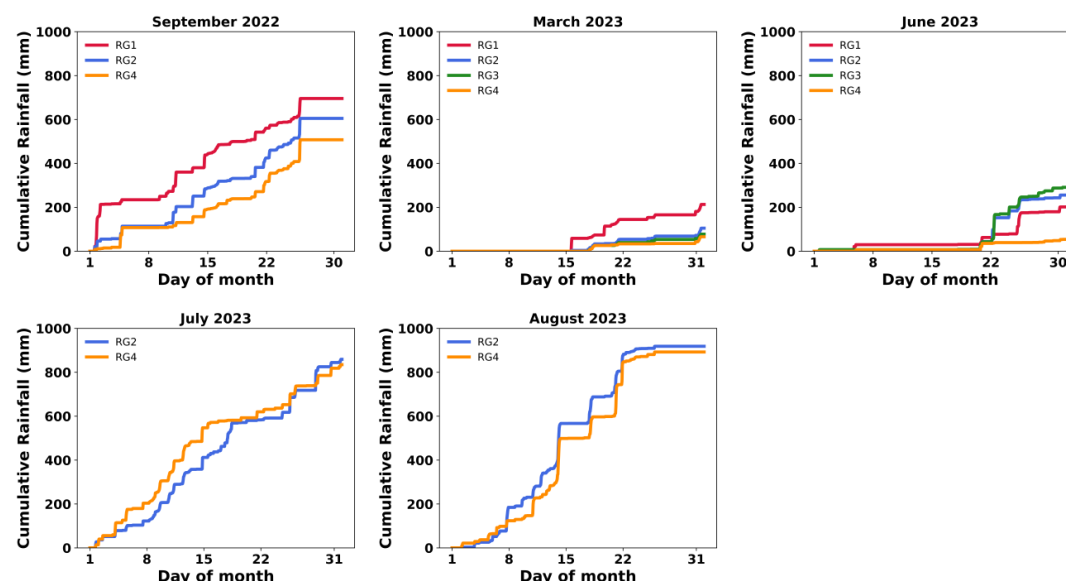 September 2022
Cumulative Rainfall (mm)
1000
800
600
400
200
0
RG1
RG2
RG4
1 8 15 22 31
Day of month
March 2023
Cumulative Rainfall (mm)
1000
800
600
400
200
0
RG1
RG2
RG3
RG4
1 8 15 22 31
Day of month
June 2023
Cumulative Rainfall (mm)
1000
800
600
400
200
0
RG1
RG2
RG3
RG4
1 8 15 22 30
Day of month
July 2023
Cumulative Rainfall (mm)
1000
800
600
400
200
0
RG2
RG4
1 8 15 22 31
Day of month
August 2023
Cumulative Rainfall (mm)
1000
800
600
400
200
0
RG2
RG4
1 8 15 22 31
Day of month